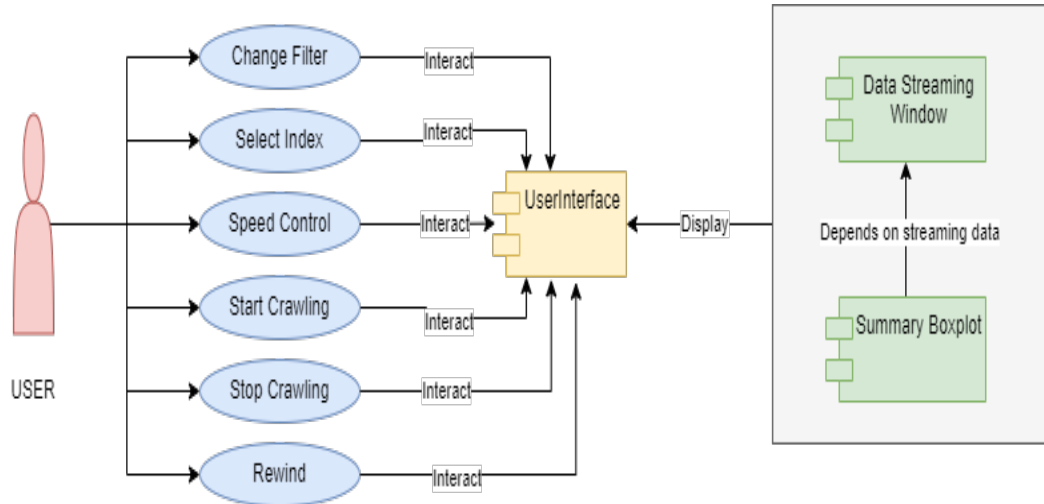 Change Filter
Interact
Select Index
Interact
Speed Control
Interact
Start Crawling
Interact
Stop Crawling
Interact
Rewind
Interact
USER
UserInterface
Display
Data Streaming
Window
Depends on streaming data
Summary Boxplot